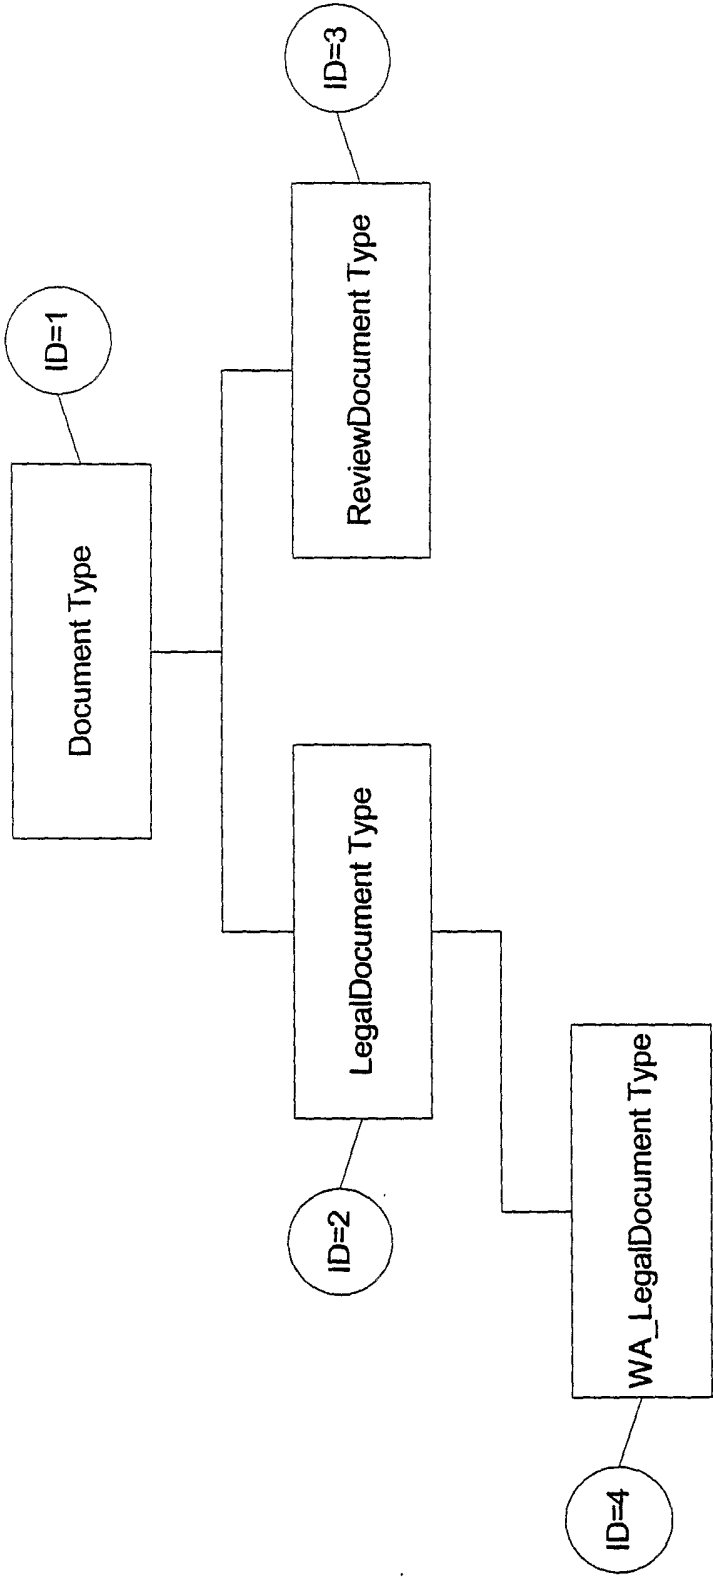 ID=1
Document Type
ID=3
ReviewDocument Type
LegalDocument Type
ID=2
WA_LegalDocument Type
ID=4